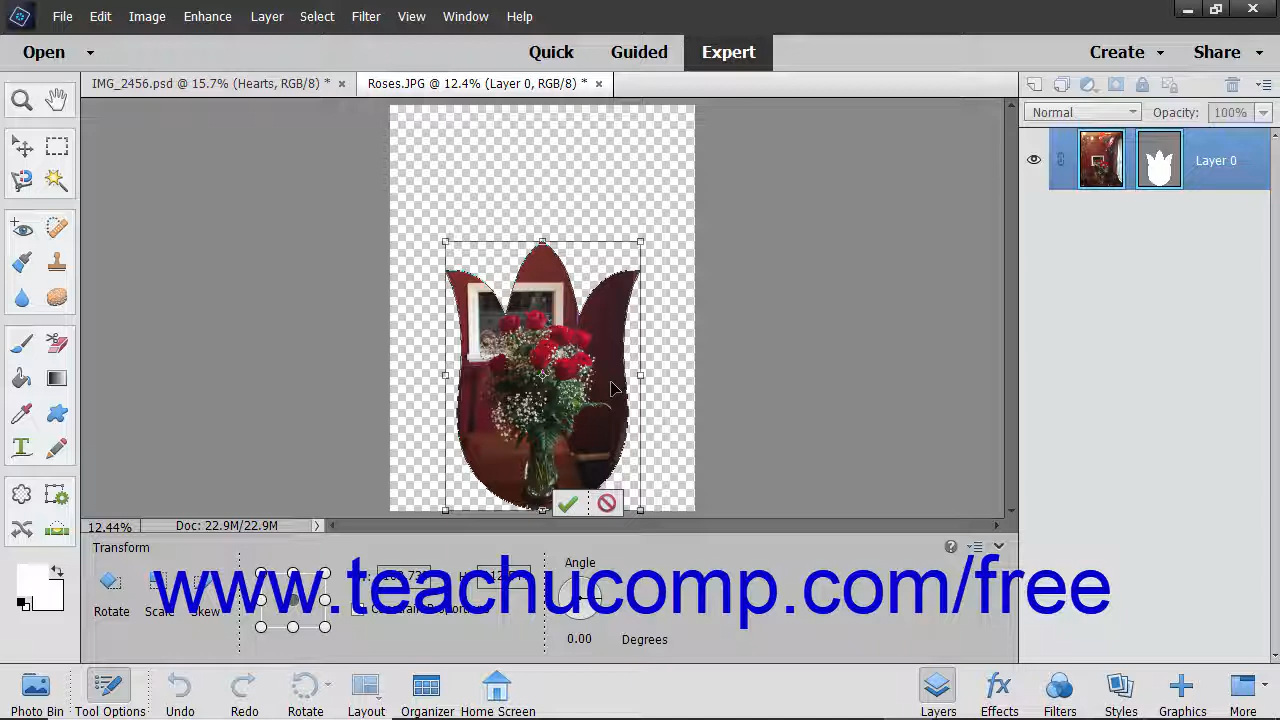 File Edit Image Enhance Layer Select Filter View Window Help
Open Quick Guided Expert Create Share
IMG_2456.psd @ 15.7% (Hearts, RGB/8) * Roses.JPG @ 12.4% (Layer 0, RGB/8) *
Normal Opacity: 100%
Layer 0
12.44% Doc: 22.9M/22.9M
Transform
Angle
Rotate Scale Skew
0.00 Degrees
www.teachucomp.com/free
Photo Bin Tool Options Undo Redo Rotate Layout Organizer Home Screen Layers Effects Filters Styles Graphics More